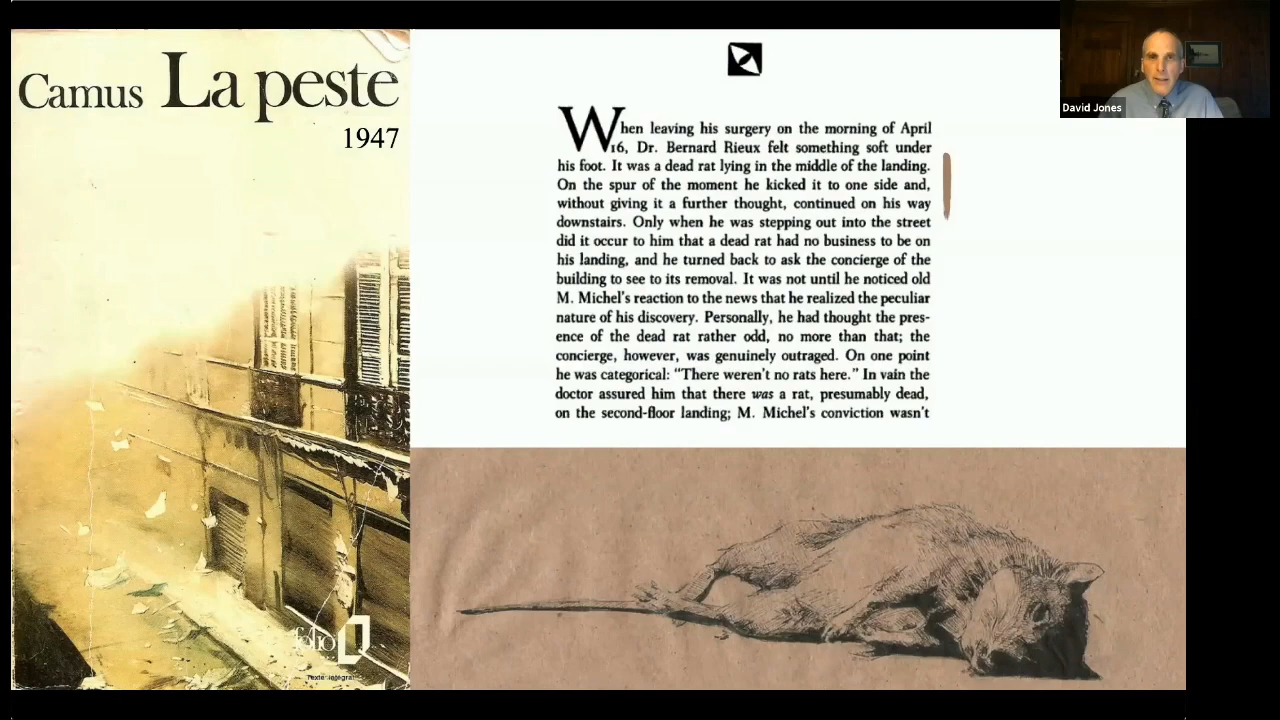 Camus La peste
1947
folio
Texte intégral
When leaving his surgery on the morning of April
16, Dr. Bernard Rieux felt something soft under
his foot. It was a dead rat lying in the middle of the landing.
On the spur of the moment he kicked it to one side and,
without giving it a further thought, continued on his way
downstairs. Only when he was stepping out into the street
did it occur to him that a dead rat had no business to be on
his landing, and he turned back to ask the concierge of the
building to see to its removal. It was not until he noticed old
M. Michel's reaction to the news that he realized the peculiar
nature of his discovery. Personally, he had thought the pres-
ence of the dead rat rather odd, no more than that; the
concierge, however, was genuinely outraged. On one point
he was categorical: "There weren't no rats here." In vain the
doctor assured him that there was a rat, presumably dead,
on the second-floor landing; M. Michel's conviction wasn't
David Jones